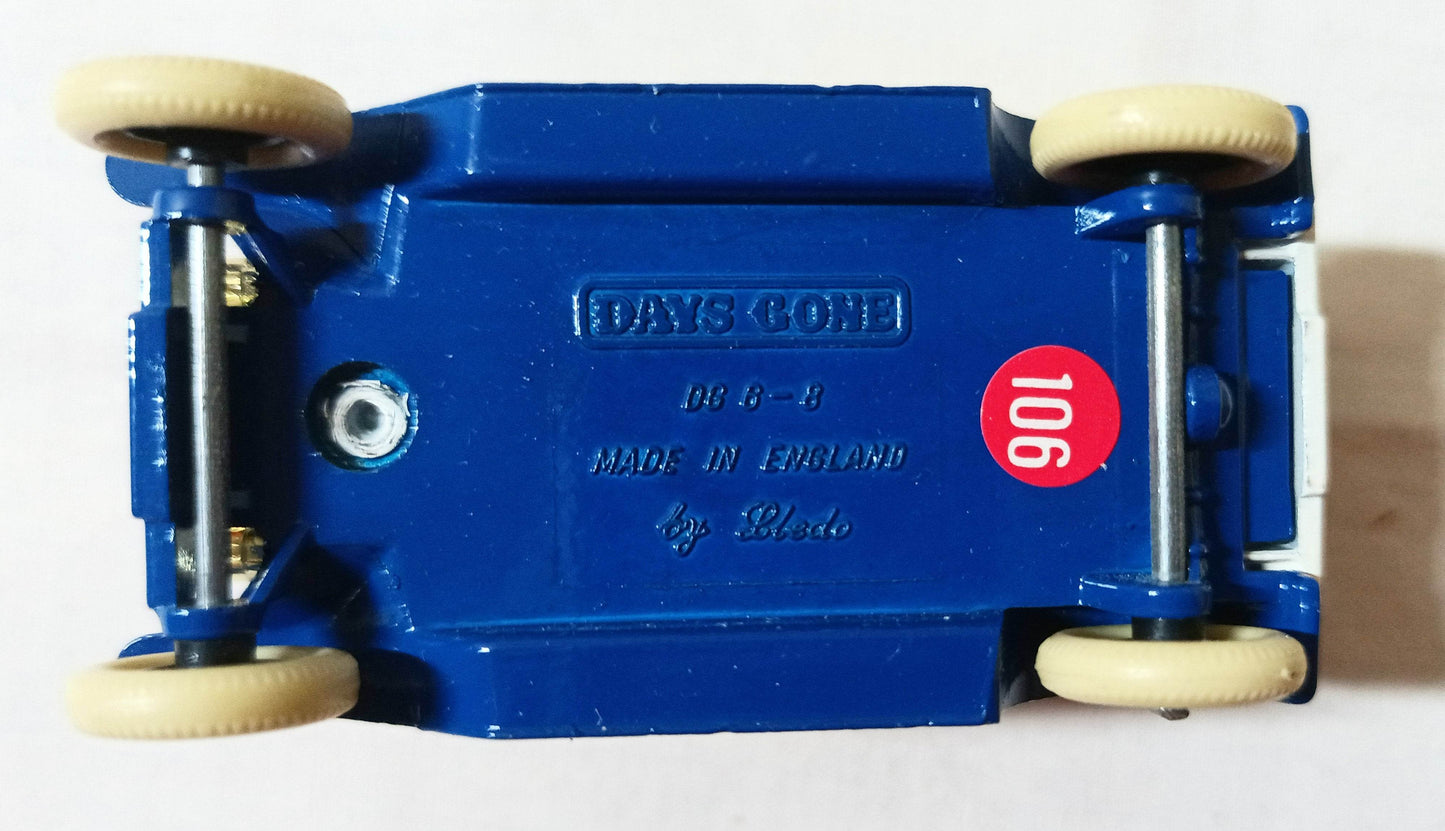 DAYS GONE
DG 6-8
MADE IN ENGLAND
by Lledo
106